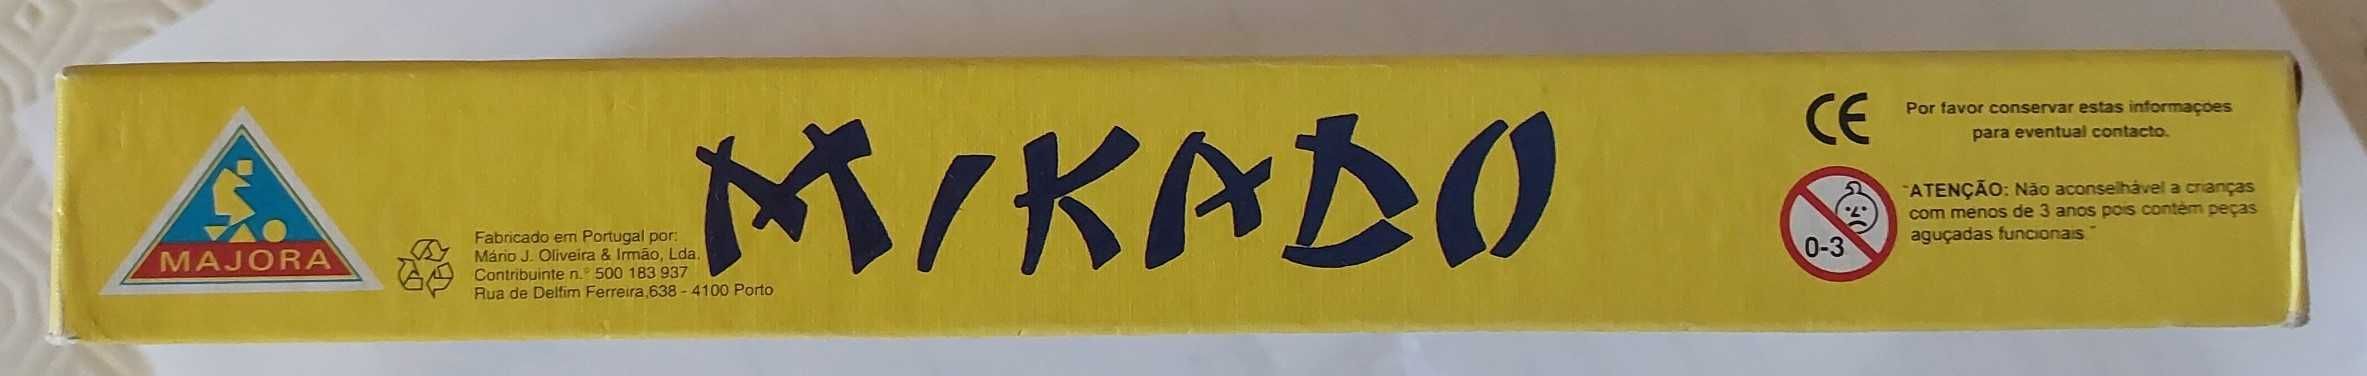 MAJORA
Fabricado em Portugal por:
Mário J. Oliveira & Irmão, Lda.
Contribuinte n.º 500 183 937
Rua de Delfim Ferreira,638 - 4100 Porto
MIKADO
CE
Por favor conservar estas informações
para eventual contacto.
0-3
"ATENÇÃO: Não aconselhável a crianças
com menos de 3 anos pois contém peças
aguçadas funcionais"